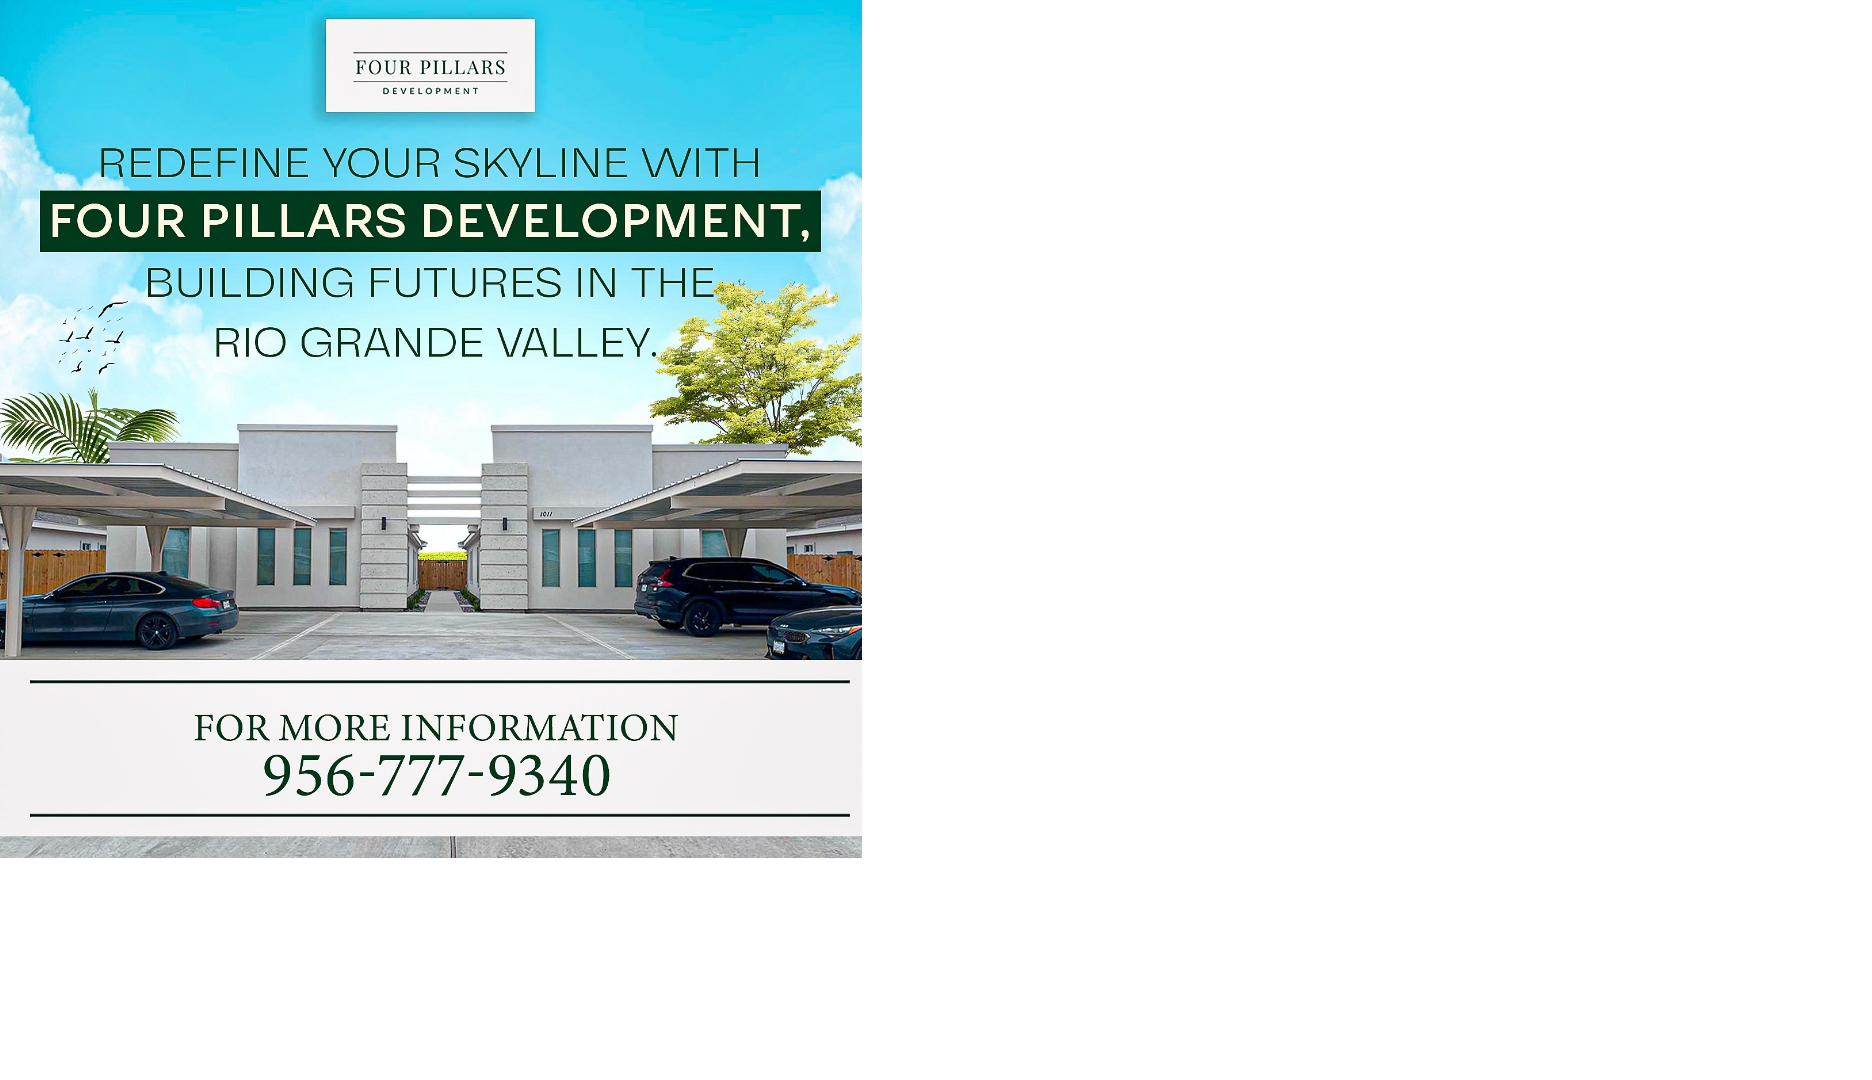 FOUR PILLARS
DEVELOPMENT
REDEFINE YOUR SKYLINE WITH
FOUR PILLARS DEVELOPMENT,
BUILDING FUTURES IN THE
RIO GRANDE VALLEY.
1011
FOR MORE INFORMATION
956-777-9340